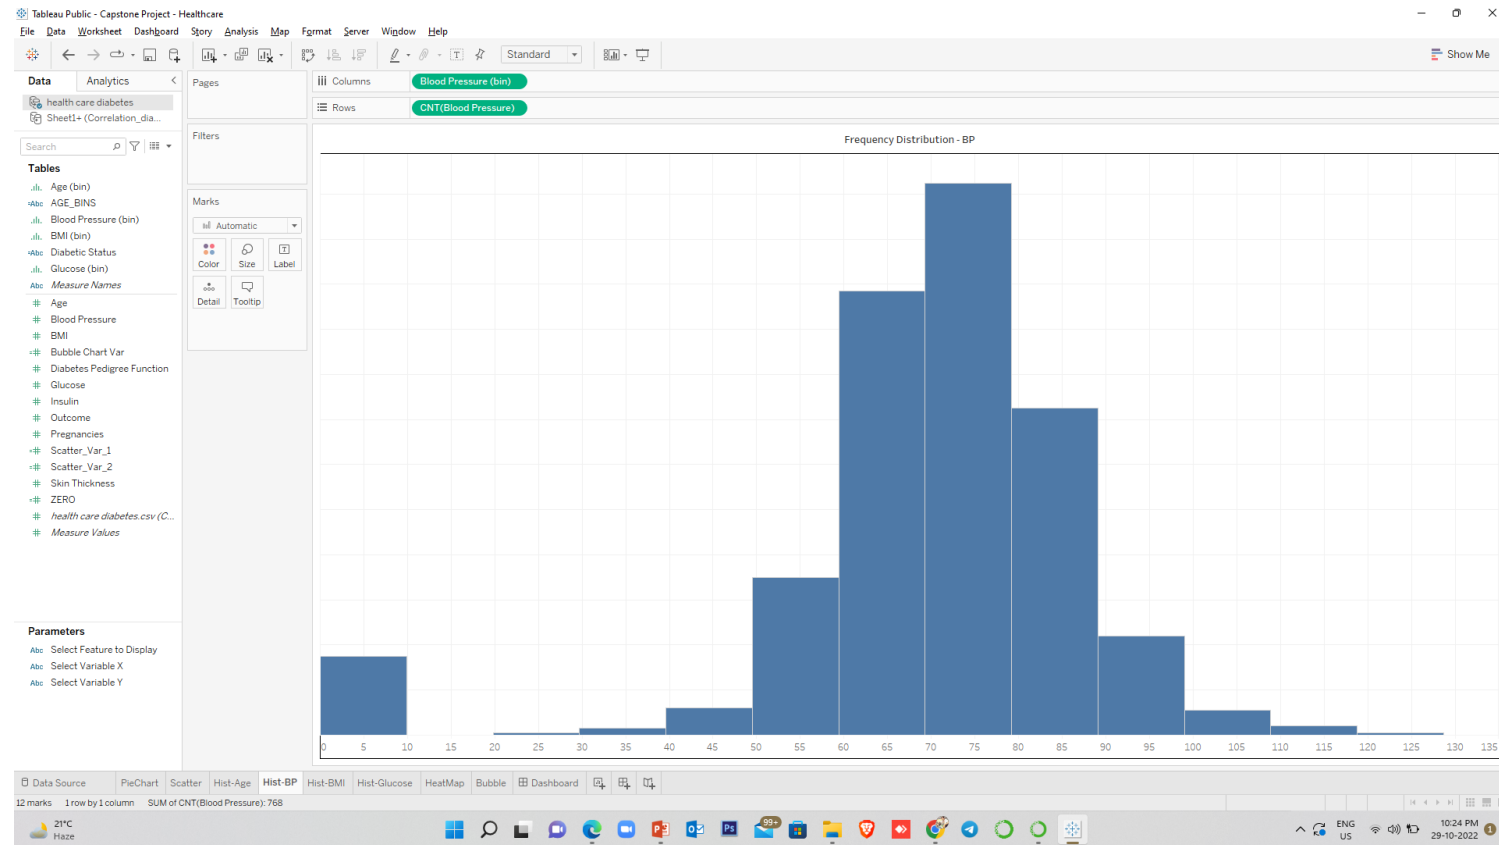 Tableau Public - Capstone Project - Healthcare
File Data Worksheet Dashboard Story Analysis Map Format Server Window Help
Standard
Show Me
Data Analytics
health care diabetes
Sheet1+ (Correlation_dia...
Search
Tables
Age (bin)
Abc AGE_BINS
Blood Pressure (bin)
BMI (bin)
Abc Diabetic Status
Glucose (bin)
Abc Measure Names
Age
Blood Pressure
BMI
Bubble Chart Var
Diabetes Pedigree Function
Glucose
Insulin
Outcome
Pregnancies
Scatter_Var_1
Scatter_Var_2
Skin Thickness
ZERO
health care diabetes.csv (C...
Measure Values
Parameters
Abc Select Feature to Display
Abc Select Variable X
Abc Select Variable Y
Pages
Filters
Marks
Automatic
Color Size Label
Detail Tooltip
Columns Blood Pressure (bin)
Rows CNT(Blood Pressure)
Frequency Distribution - BP
0 5 10 15 20 25 30 35 40 45 50 55 60 65 70 75 80 85 90 95 100 105 110 115 120 125 130 135
Data Source PieChart Scatter Hist-Age Hist-BP Hist-BMI Hist-Glucose HeatMap Bubble Dashboard
12 marks 1 row by 1 column SUM of CNT(Blood Pressure): 768
21°C
Haze
99+
ENG
US
10:24 PM
29-10-2022
1